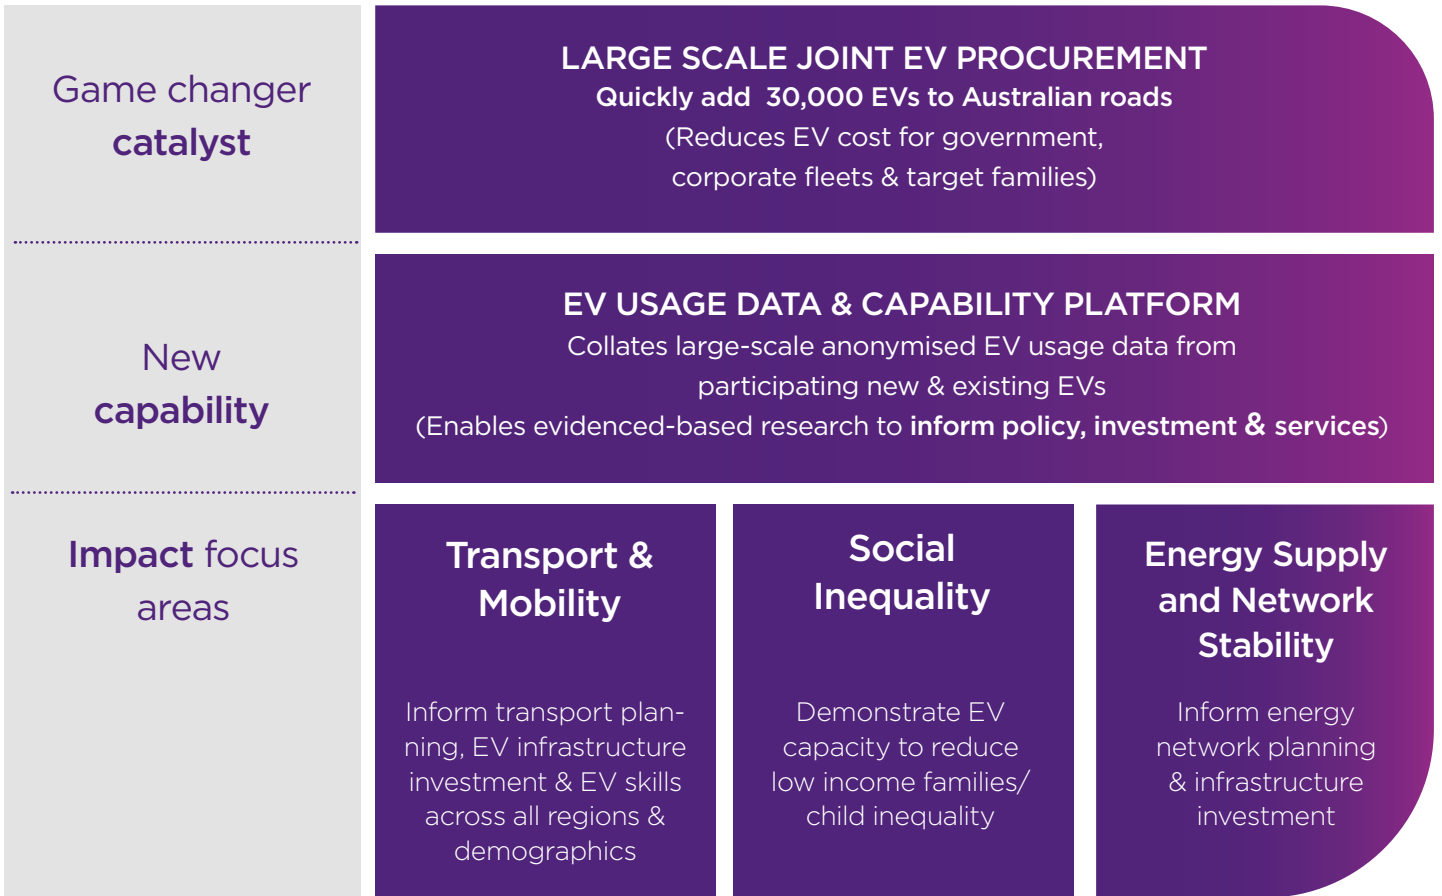 Game changer
catalyst
LARGE SCALE JOINT EV PROCUREMENT
Quickly add 30,000 EVs to Australian roads
(Reduces EV cost for government,
corporate fleets & target families)
New
capability
EV USAGE DATA & CAPABILITY PLATFORM
Collates large-scale anonymised EV usage data from
participating new & existing EVs
(Enables evidenced-based research to inform policy, investment & services)
Impact focus
areas
Transport &
Mobility
Inform transport plan-
ning, EV infrastructure
investment & EV skills
across all regions &
demographics
Social
Inequality
Demonstrate EV
capacity to reduce
low income families/
child inequality
Energy Supply
and Network
Stability
Inform energy
network planning
& infrastructure
investment